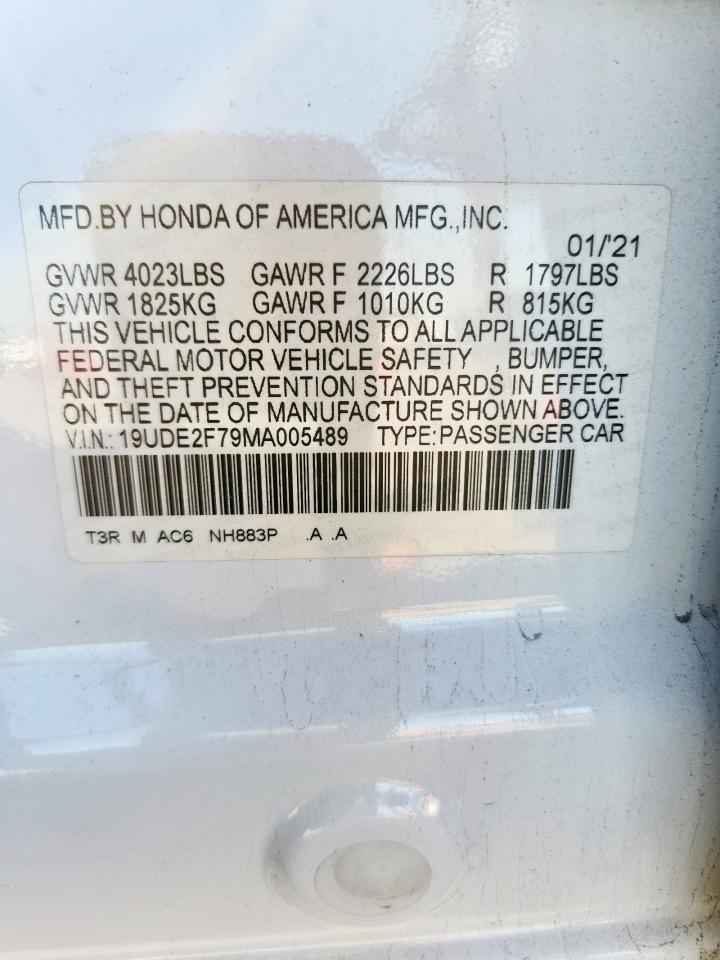 MFD.BY HONDA OF AMERICA MFG.,INC.
01/'21
GVWR 4023LBS GAWR F 2226LBS R 1797LBS
GVWR 1825KG GAWR F 1010KG R 815KG
THIS VEHICLE CONFORMS TO ALL APPLICABLE
FEDERAL MOTOR VEHICLE SAFETY , BUMPER,
AND THEFT PREVENTION STANDARDS IN EFFECT
ON THE DATE OF MANUFACTURE SHOWN ABOVE.
V.I.N.: 19UDE2F79MA005489 TYPE:PASSENGER CAR
T3R M AC6 NH883P .A .A